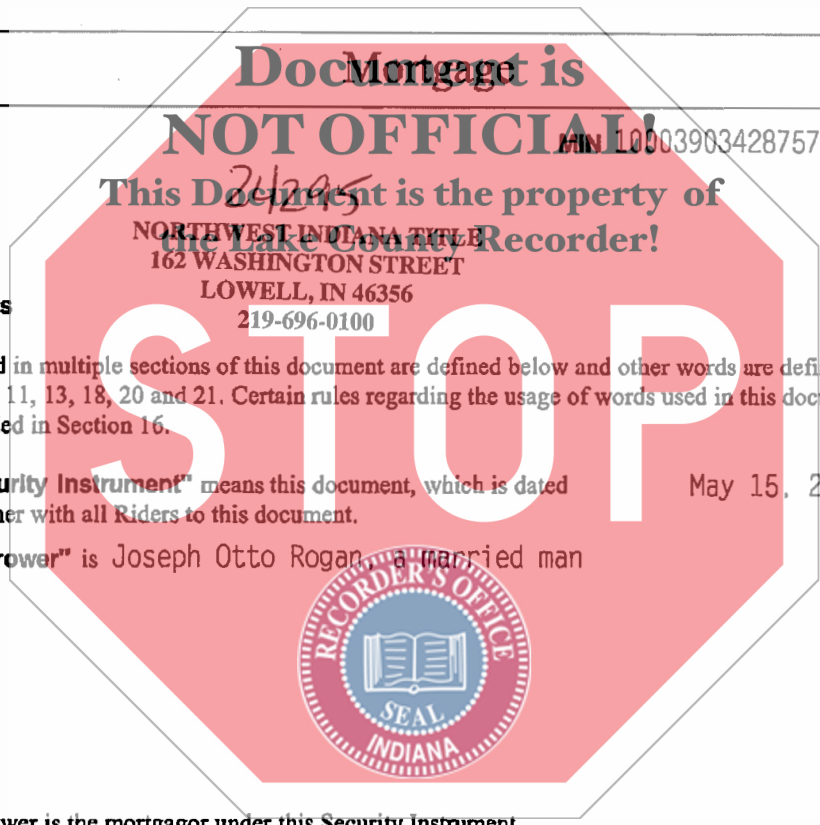 Document is
Mortgage
NOT OFFICIAL!
MIN 10003903428757
This Document is the property of
24295
the Lake County Recorder!
NORTHWEST INDIANA TITLE
162 WASHINGTON STREET
LOWELL, IN 46356
219-696-0100
s
d in multiple sections of this document are defined below and other words are defi
11, 13, 18, 20 and 21. Certain rules regarding the usage of words used in this doc
ed in Section 16.
STOP
urity Instrument" means this document, which is dated May 15, 2
er with all Riders to this document.
rower" is Joseph Otto Rogan, a married man
RECORDER'S OFFICE
SEAL
INDIANA
wer is the mortgagor under this Security Instrument